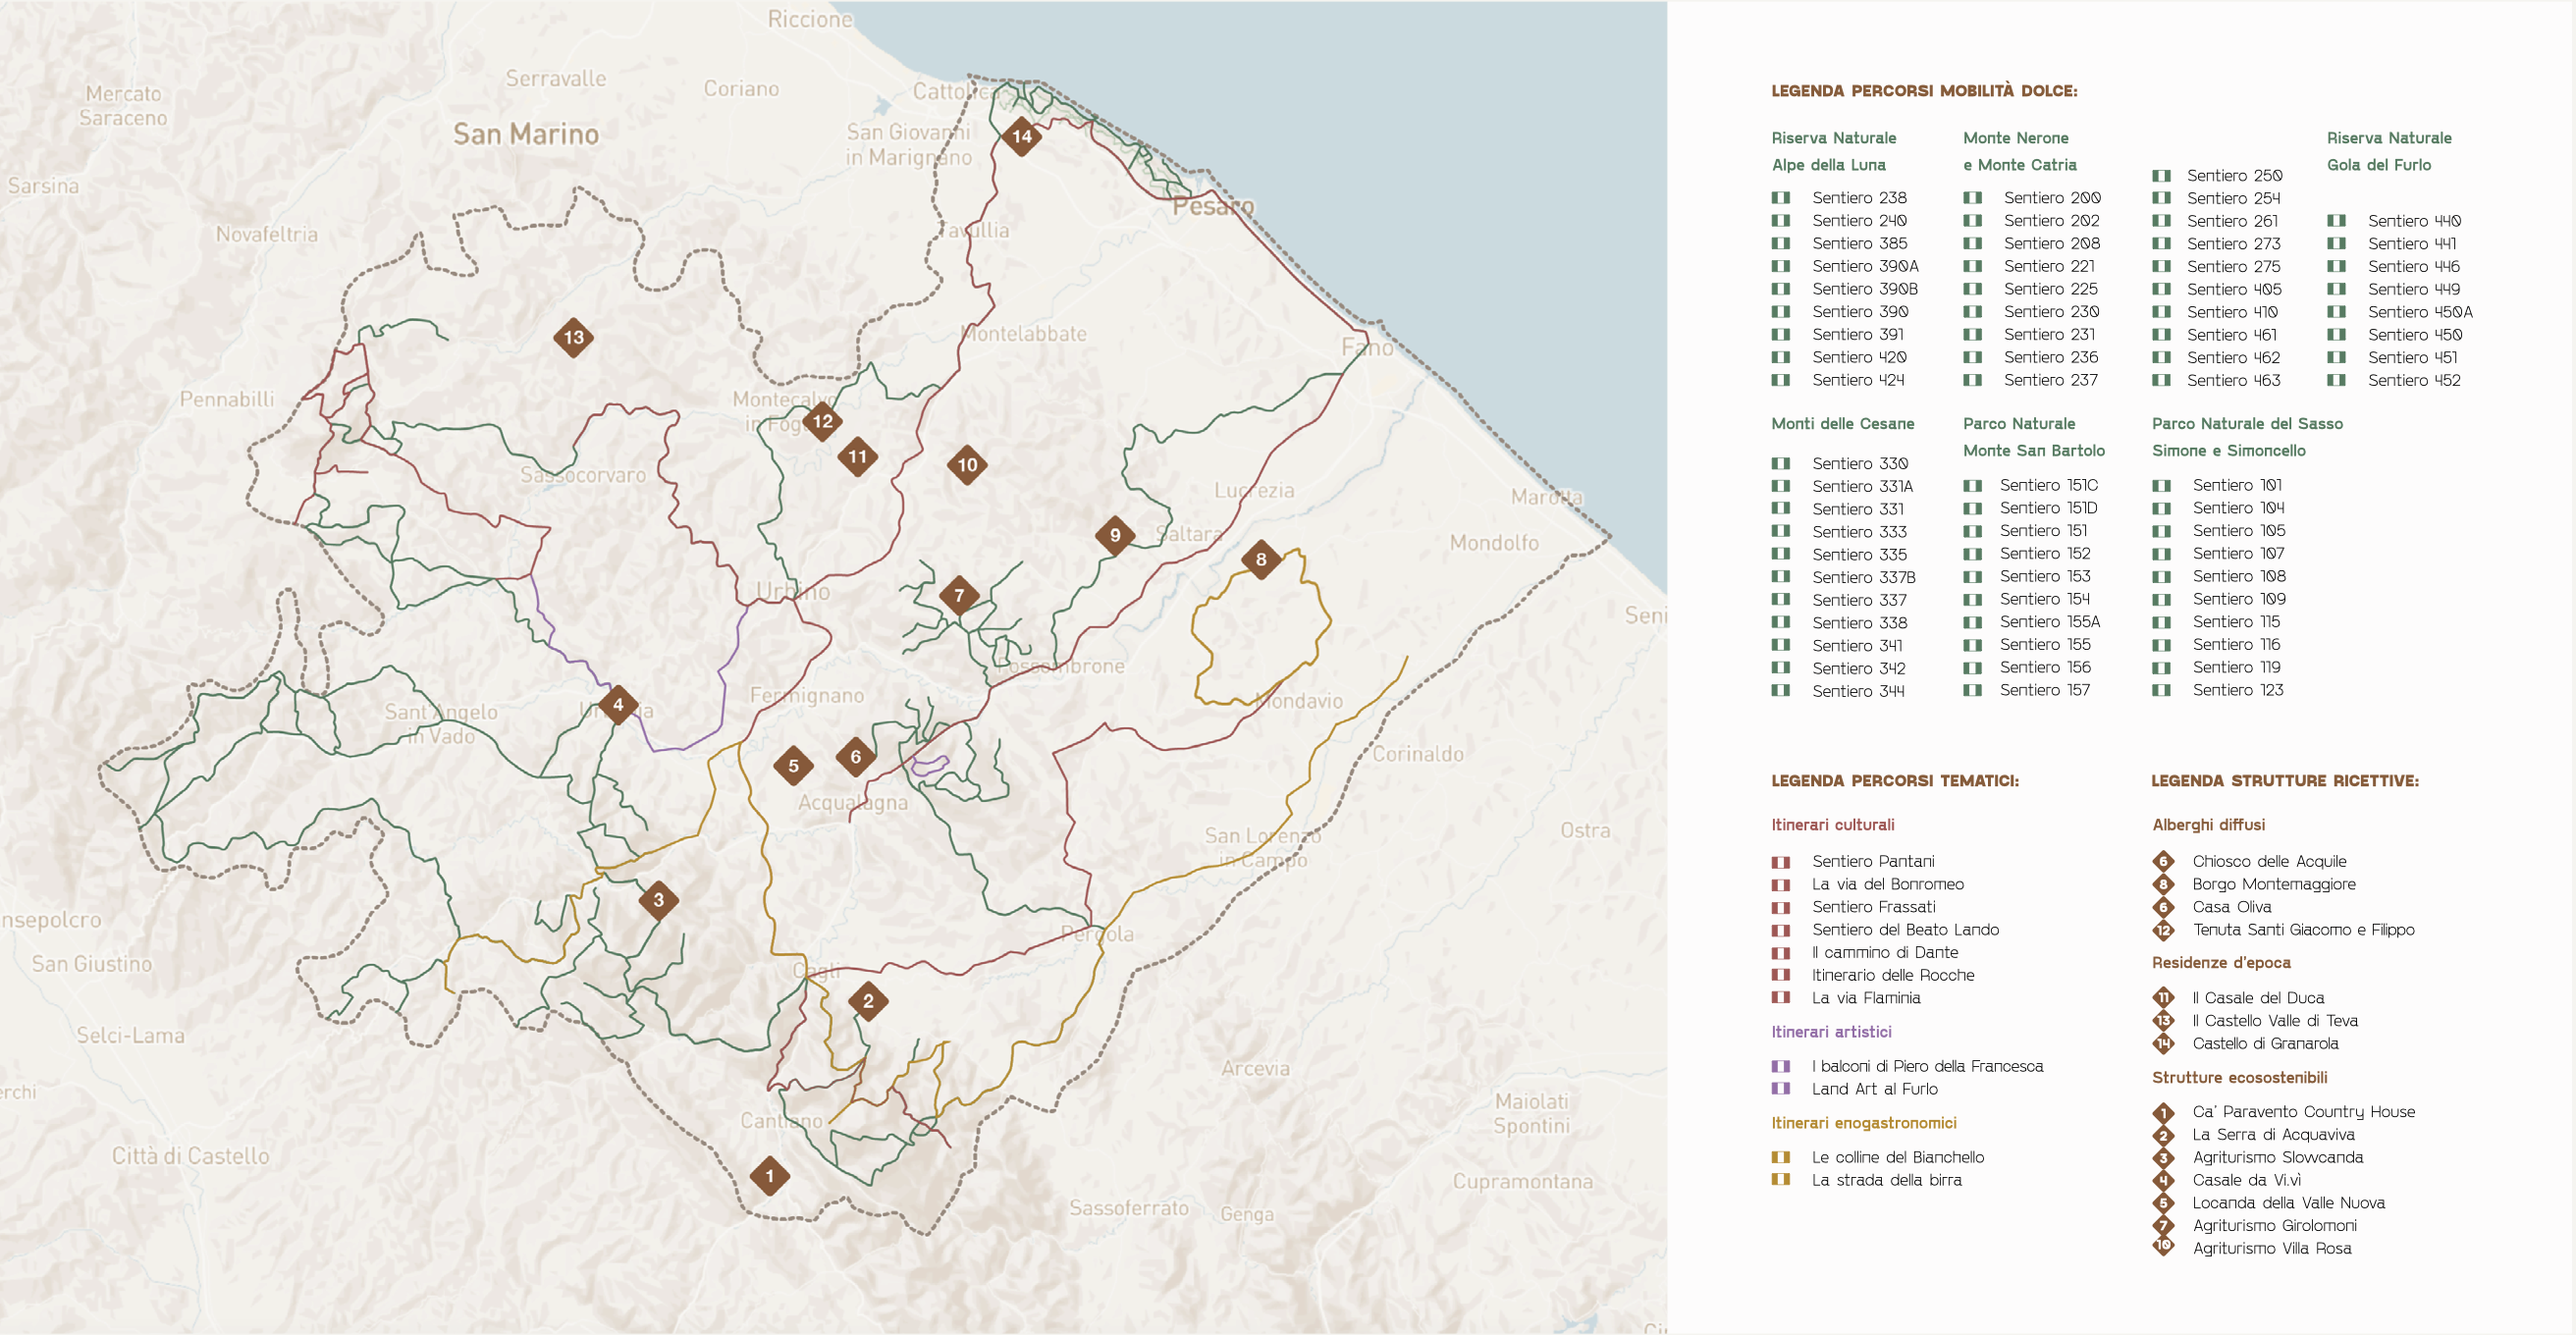 Riccione
Serravalle
Coriano
Mercato
Saraceno
Cattolica
San Marino
San Giovanni
in Marignano
Sarsina
14
Pesaro
Novafeltria
Tavullia
13
Montelabbate
Fano
Pennabilli
Montecalvo
in Foglia
12
11
10
Sassocorvaro
Lucrezia
Marotta
9
Saltara
Mondolfo
8
Urbino
7
Seni
Fossombrone
Fermignano
Mondavio
4
Sant'Angelo
in Vado
Urbania
Corinaldo
5
6
Acqualagna
San Lorenzo
in Campo
Ostra
3
nsepolcro
Pergola
San Giustino
Cagli
2
Selci-Lama
Arcevia
erchi
Cantiano
Maiolati
Spontini
Città di Castello
1
Cupramontana
Sassoferrato
Genga
LEGENDA PERCORSI MOBILITÀ DOLCE:
Riserva Naturale
Alpe della Luna
Sentiero 238
Sentiero 240
Sentiero 385
Sentiero 390A
Sentiero 390B
Sentiero 390
Sentiero 391
Sentiero 420
Sentiero 424
Monte Nerone
e Monte Catria
Sentiero 200
Sentiero 202
Sentiero 208
Sentiero 221
Sentiero 225
Sentiero 230
Sentiero 231
Sentiero 236
Sentiero 237
Sentiero 250
Sentiero 254
Sentiero 261
Sentiero 273
Sentiero 275
Sentiero 405
Sentiero 410
Sentiero 461
Sentiero 462
Sentiero 463
Riserva Naturale
Gola del Furlo
Sentiero 440
Sentiero 441
Sentiero 446
Sentiero 449
Sentiero 450A
Sentiero 450
Sentiero 451
Sentiero 452
Monti delle Cesane
Sentiero 330
Sentiero 331A
Sentiero 331
Sentiero 333
Sentiero 335
Sentiero 337B
Sentiero 337
Sentiero 338
Sentiero 341
Sentiero 342
Sentiero 344
Parco Naturale
Monte San Bartolo
Sentiero 151C
Sentiero 151D
Sentiero 151
Sentiero 152
Sentiero 153
Sentiero 154
Sentiero 155A
Sentiero 155
Sentiero 156
Sentiero 157
Parco Naturale del Sasso
Simone e Simoncello
Sentiero 101
Sentiero 104
Sentiero 105
Sentiero 107
Sentiero 108
Sentiero 109
Sentiero 115
Sentiero 116
Sentiero 119
Sentiero 123
LEGENDA PERCORSI TEMATICI:
Itinerari culturali
Sentiero Pantani
La via del Bonromeo
Sentiero Frassati
Sentiero del Beato Lando
Il cammino di Dante
Itinerario delle Rocche
La via Flaminia
Itinerari artistici
I balconi di Piero della Francesca
Land Art al Furlo
Itinerari enogastronomici
Le colline del Bianchello
La strada della birra
LEGENDA STRUTTURE RICETTIVE:
Alberghi diffusi
6 Chiosco delle Acquile
8 Borgo Montemaggiore
6 Casa Oliva
12 Tenuta Santi Giacomo e Filippo
Residenze d'epoca
11 Il Casale del Duca
13 Il Castello Valle di Teva
14 Castello di Granarola
Strutture ecosostenibili
1 Ca' Paravento Country House
2 La Serra di Acquaviva
3 Agriturismo Slowcanda
4 Casale da Vi.vì
5 Locanda della Valle Nuova
7 Agriturismo Girolomoni
10 Agriturismo Villa Rosa